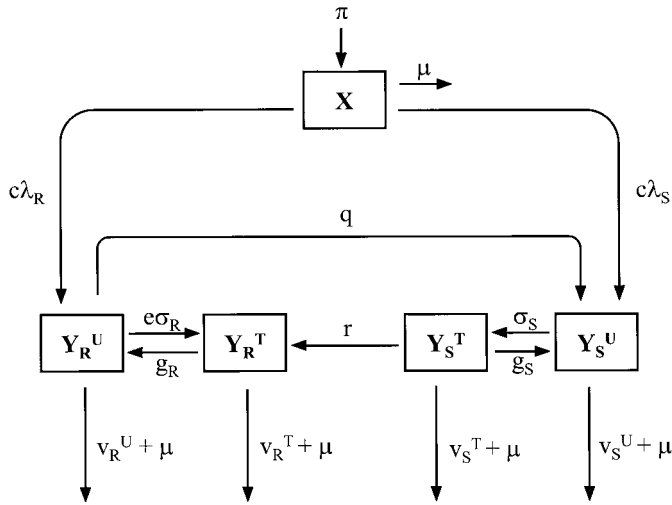 π
X
μ
cλ_R
cλ_S
q
Y_R^U
eσ_R
g_R
Y_R^T
r
Y_S^T
σ_S
g_S
Y_S^U
v_R^U + μ
v_R^T + μ
v_S^T + μ
v_S^U + μ